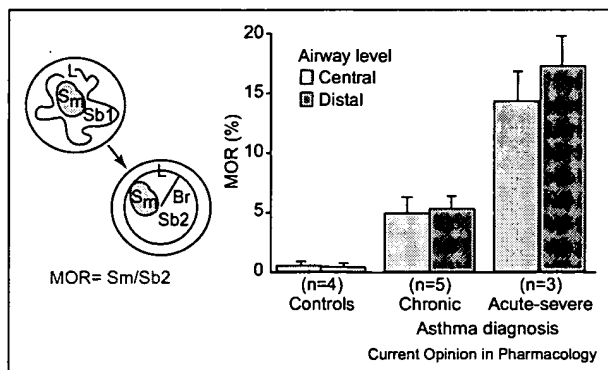 L
Sm
Sb1
L
Sm
Br
Sb2
MOR= Sm/Sb2
MOR (%)
20
15
10
5
0
Airway level
Central
Distal
(n=4)
(n=5)
(n=3)
Controls
Chronic
Acute-severe
Asthma diagnosis
Current Opinion in Pharmacology